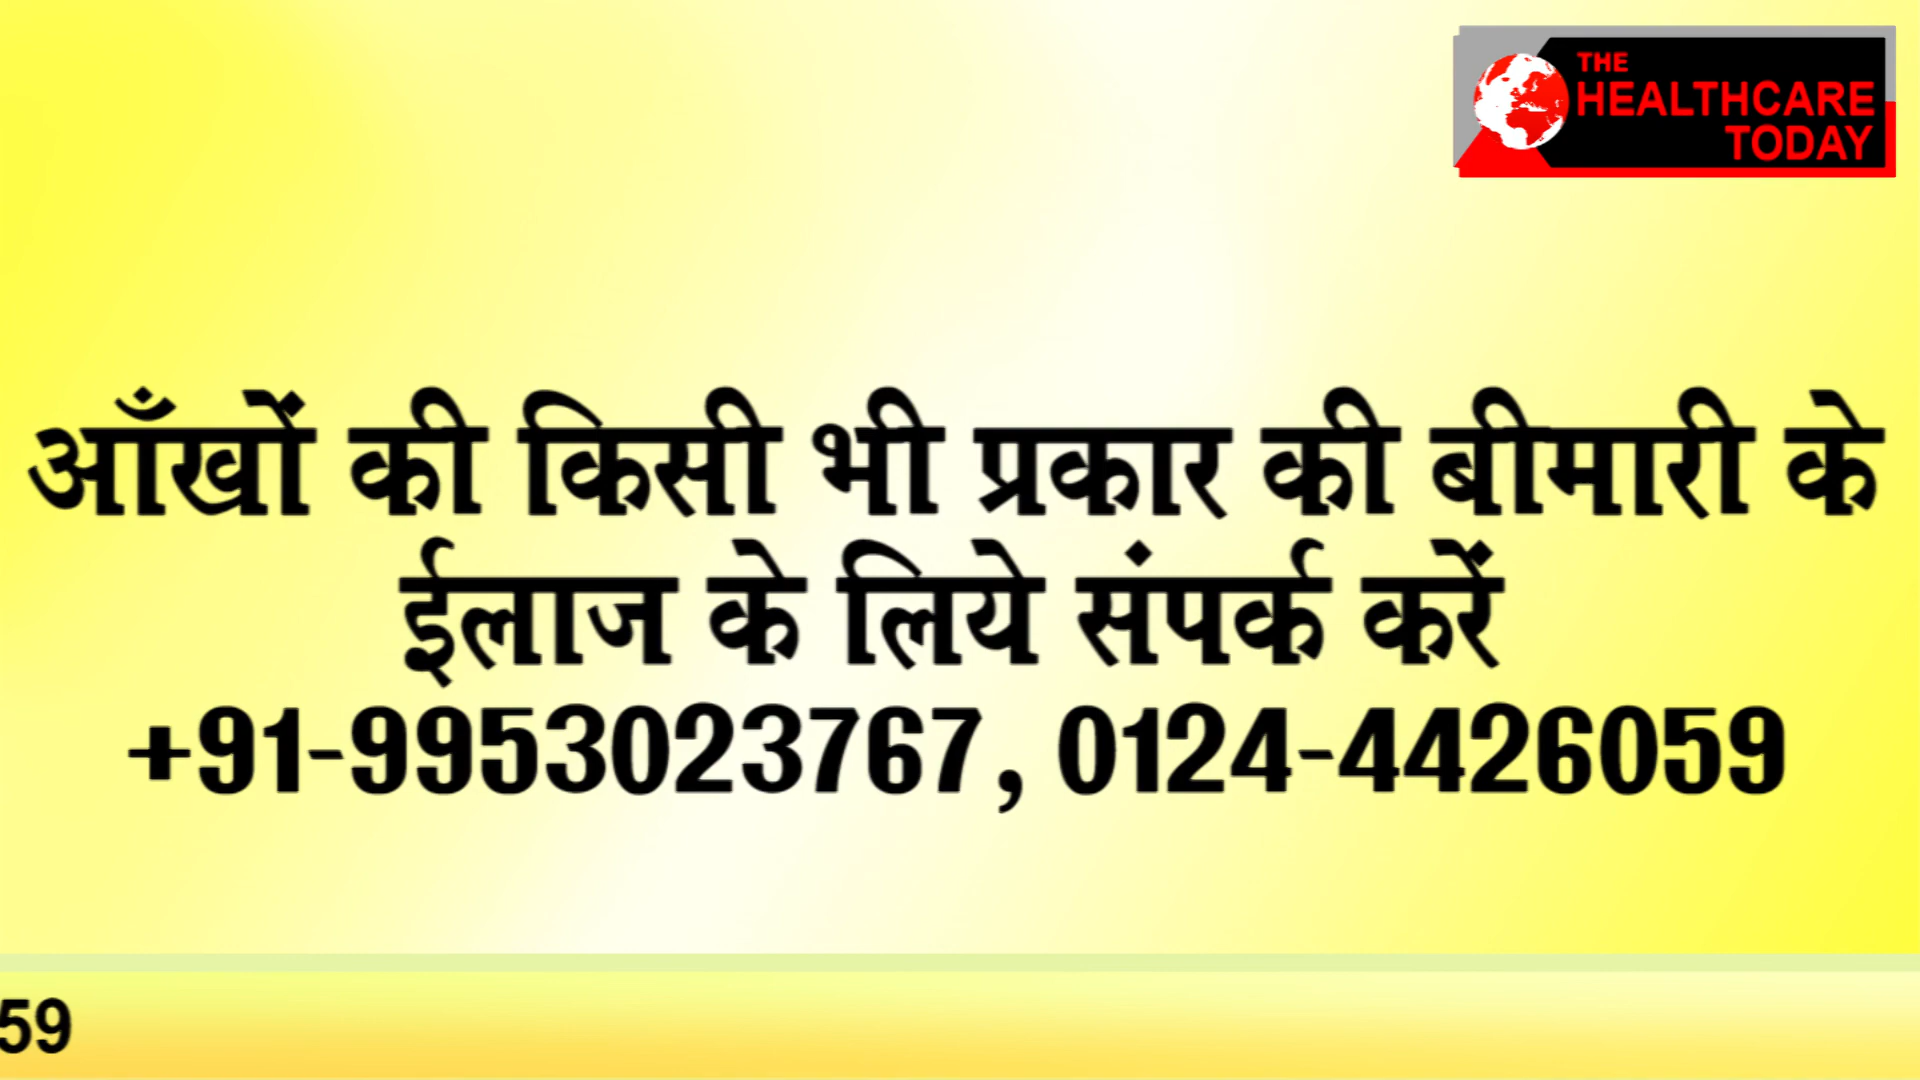 THE
HEALTHCARE
TODAY
आँखों की किसी भी प्रकार की बीमारी के
ईलाज के लिये संपर्क करें
+91-9953023767, 0124-4426059
59